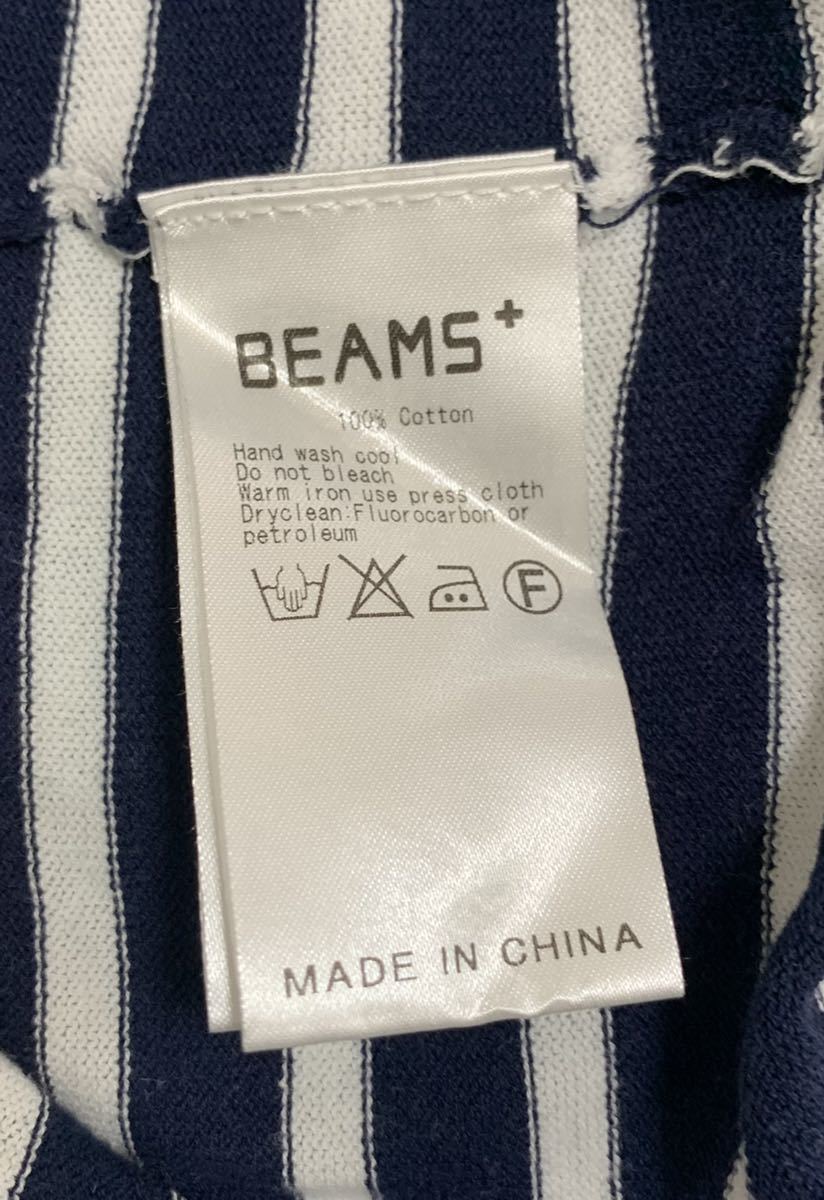 BEAMS+
100% Cotton
Hand wash cool
Do not bleach
Warm iron use press cloth
Dryclean:Fluorocarbon or
petroleum
F
MADE IN CHINA